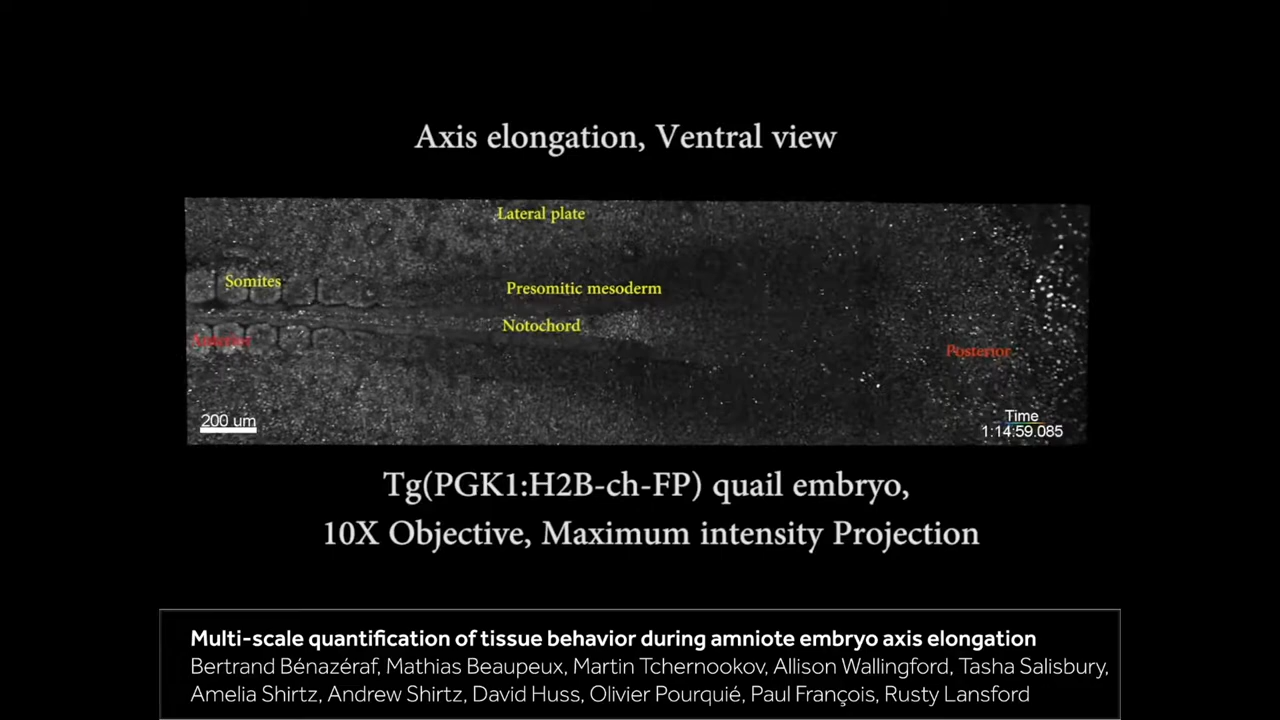 Axis elongation, Ventral view
Lateral plate
Somites
Presomitic mesoderm
Notochord
Anterior
Posterior
200 um
Time
1:14:59.085
Tg(PGK1:H2B-ch-FP) quail embryo,
10X Objective, Maximum intensity Projection
Multi-scale quantification of tissue behavior during amniote embryo axis elongation
Bertrand Bénazéraf, Mathias Beaupeux, Martin Tchernookov, Allison Wallingford, Tasha Salisbury,
Amelia Shirtz, Andrew Shirtz, David Huss, Olivier Pourquié, Paul François, Rusty Lansford